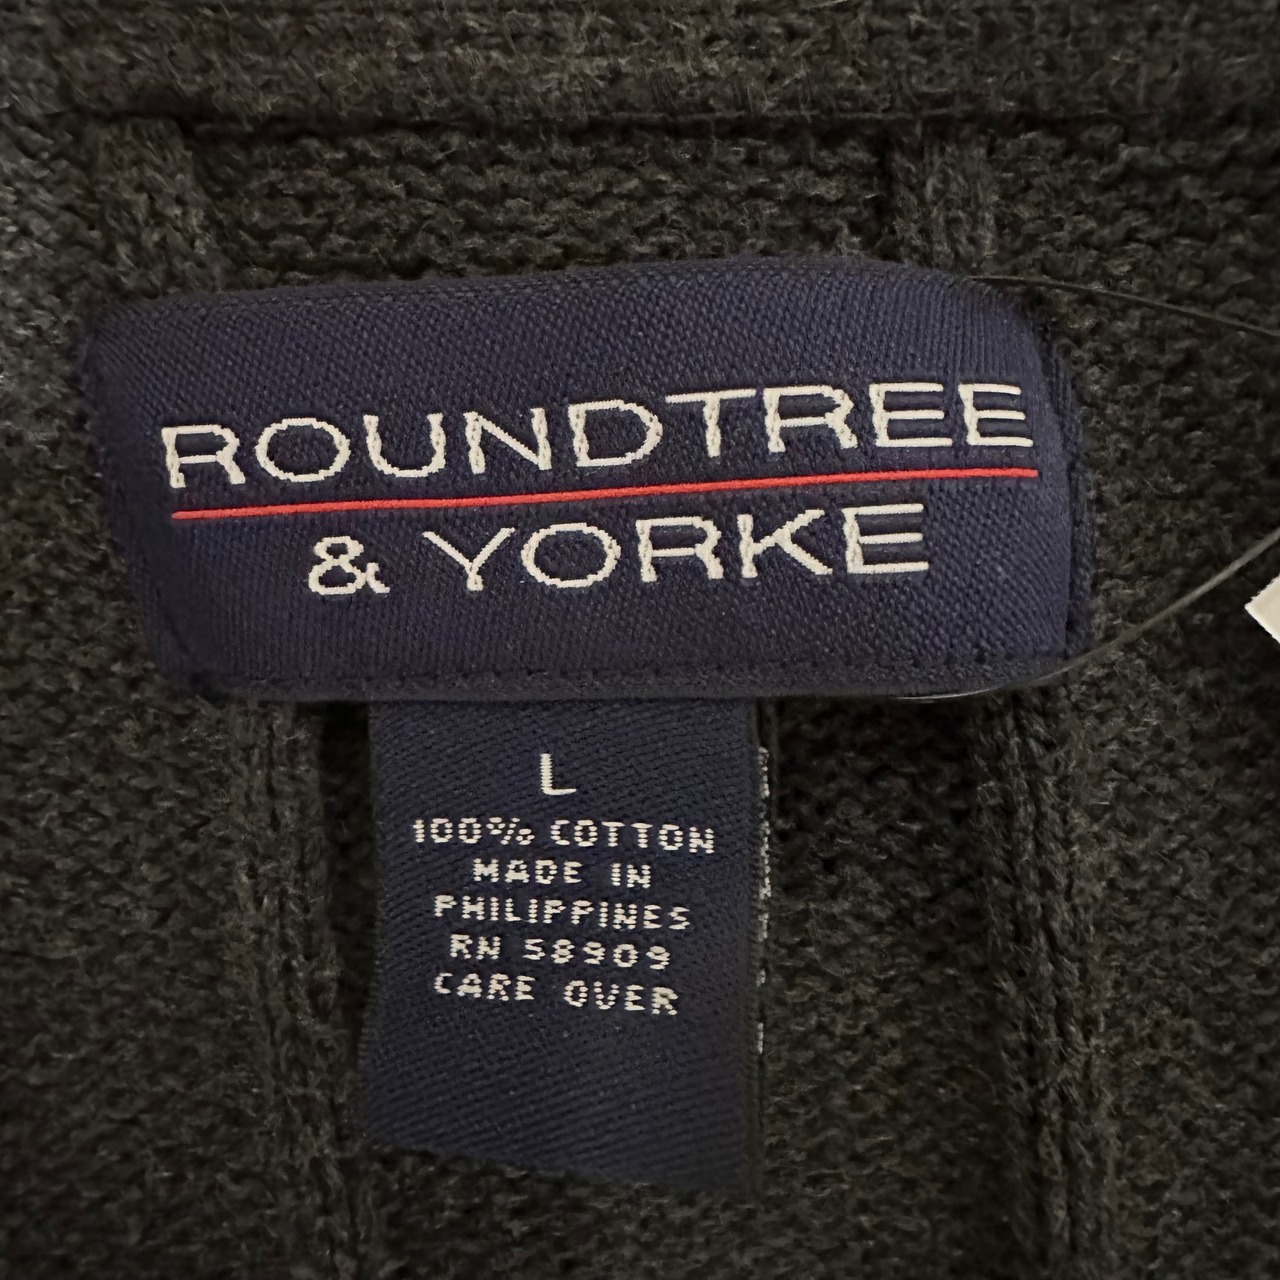 ROUNDTREE
& YORKE
L
100% COTTON
MADE IN
PHILIPPINES
RN 58909
CARE OVER